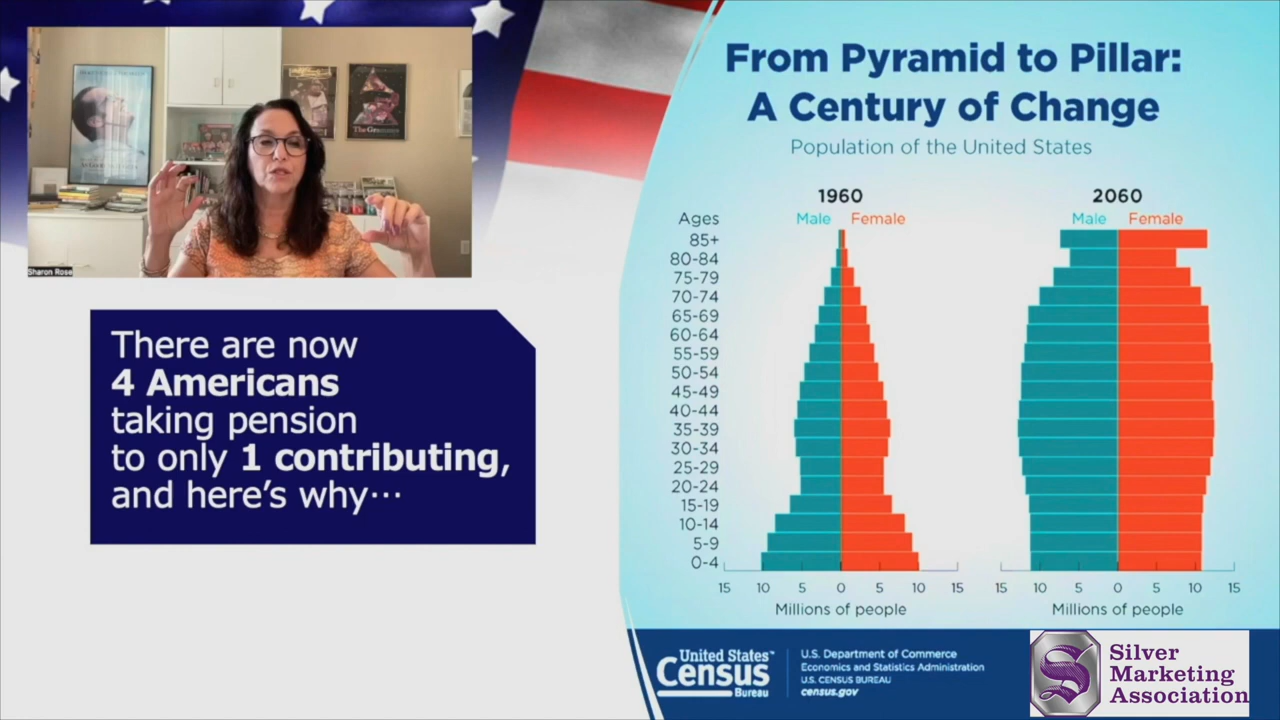 Sharon Rose
There are now
4 Americans
taking pension
to only 1 contributing,
and here's why…
From Pyramid to Pillar:
A Century of Change
Population of the United States
1960
2060
Ages
Male Female
Male Female
85+
80-84
75-79
70-74
65-69
60-64
55-59
50-54
45-49
40-44
35-39
30-34
25-29
20-24
15-19
10-14
5-9
0-4
15 10 5 0 5 10 15
15 10 5 0 5 10 15
Millions of people
Millions of people
United States™
Census
Bureau
U.S. Department of Commerce
Economics and Statistics Administration
U.S. CENSUS BUREAU
census.gov
S
Silver
Marketing
Association